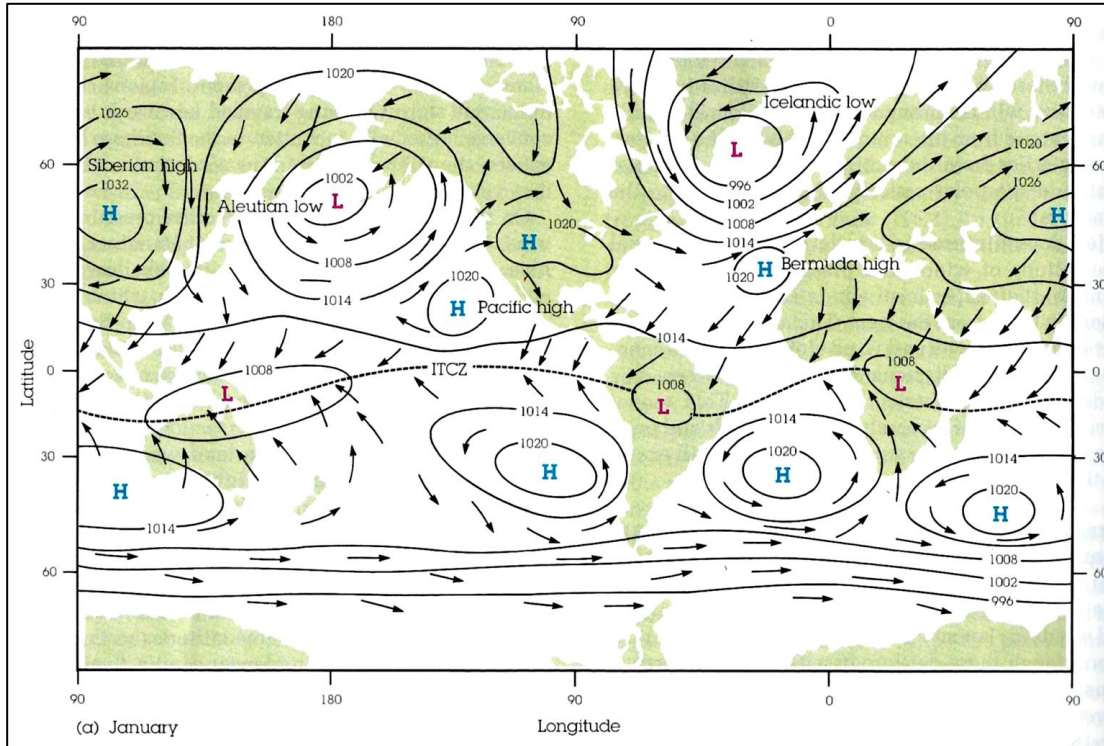 90
180
90
0
90
1020
1026
Icelandic low
L
1020
60
Siberian high
60
1032
1002
996
1026
H
Aleutian low
L
1002
H
1020
1008
H
1008
1014
H
Bermuda high
1020
1020
30
1014
H
Pacific high
30
1014
1014
Latitude
0
1008
ITCZ
1008
1008
0
L
L
L
1014
1014
30
1020
1020
1014
30
H
H
H
1020
H
1014
1008
60
1002
60
996
90
180
90
0
90
(a) January
Longitude